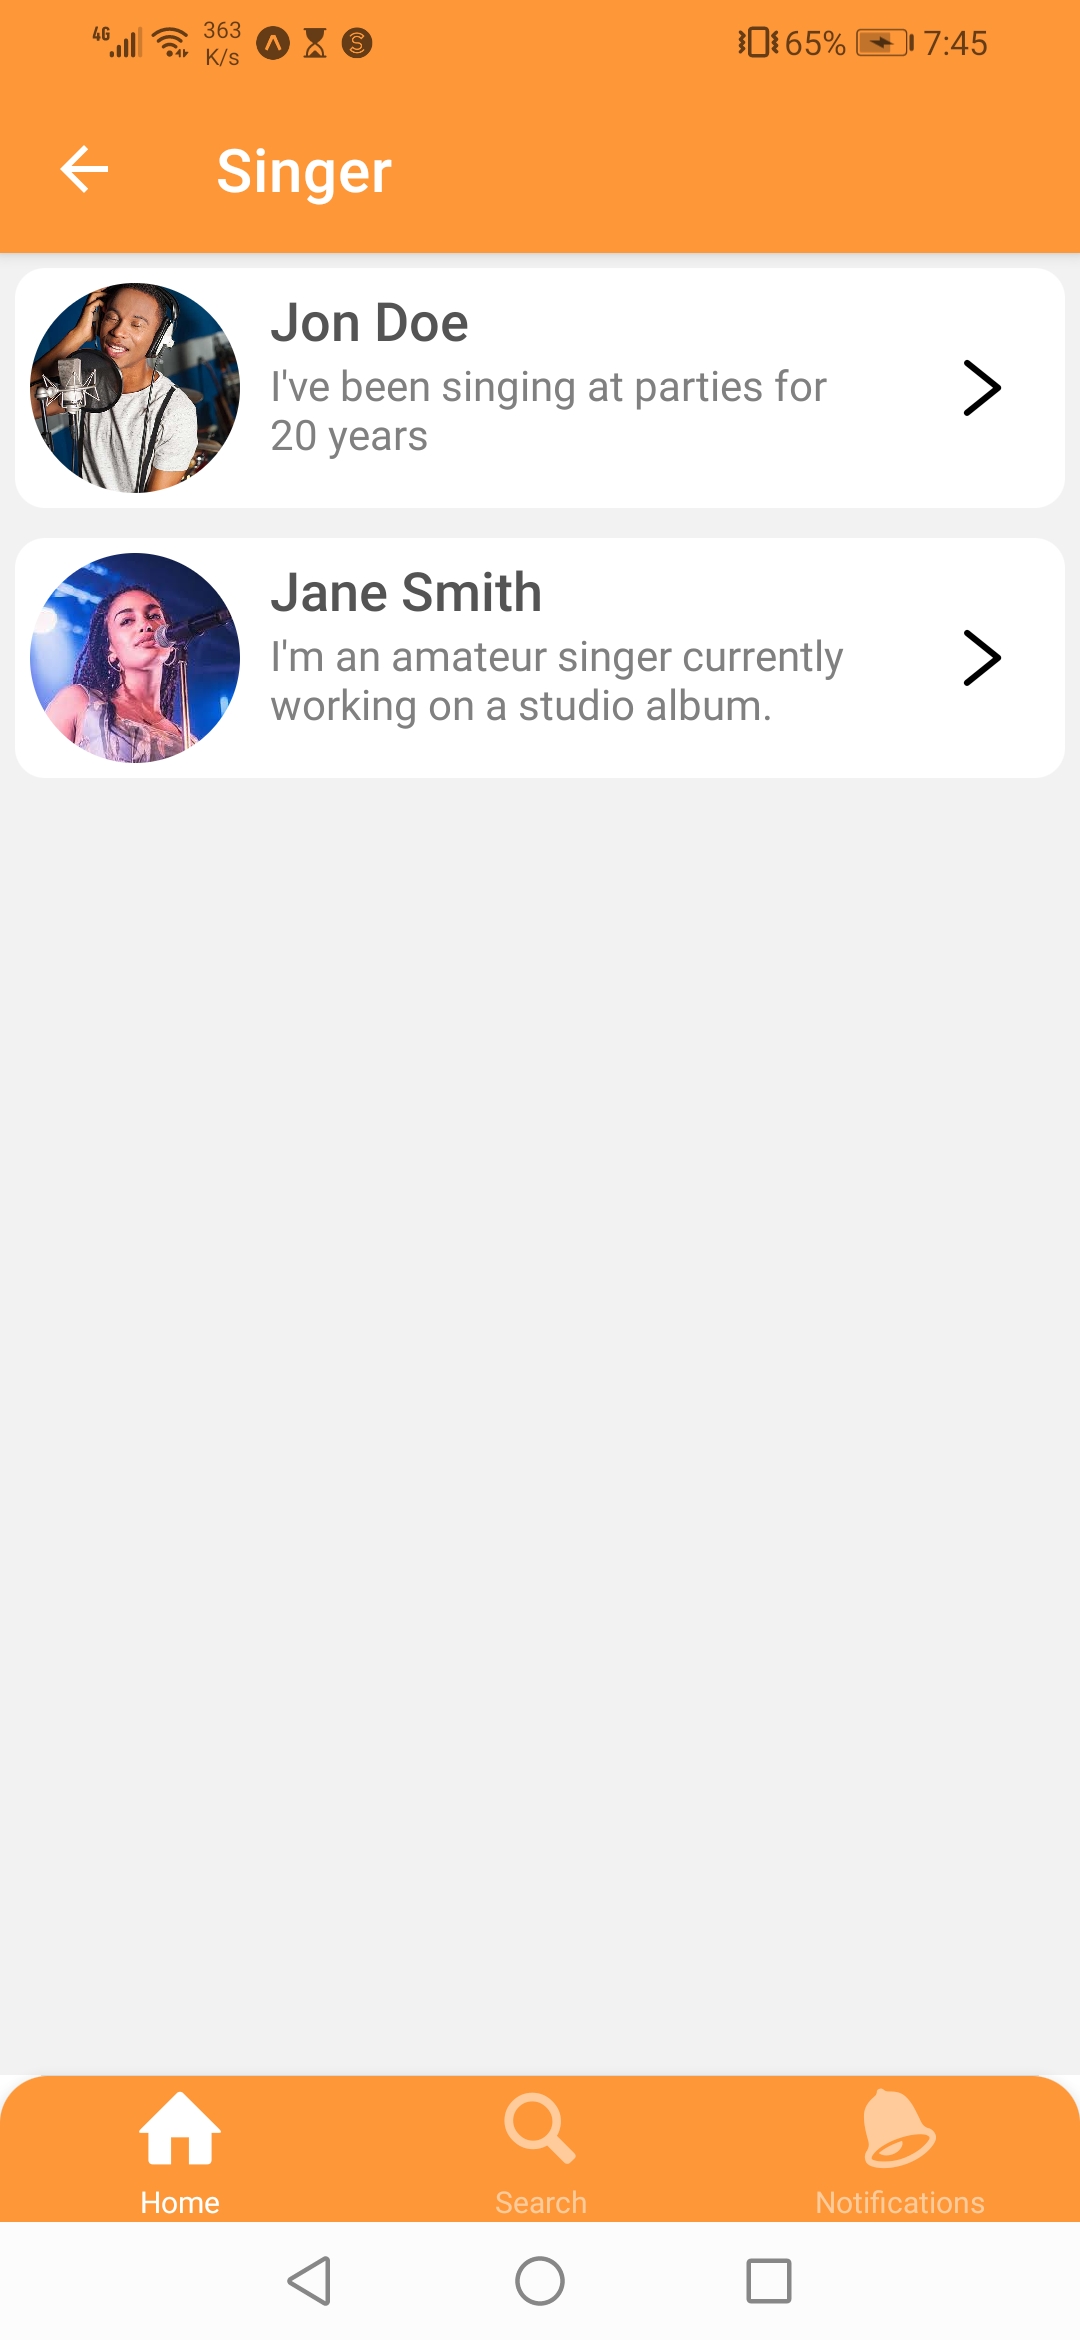 4G 363 K/s 65% 7:45
Singer
Jon Doe
I've been singing at parties for
20 years
Jane Smith
I'm an amateur singer currently
working on a studio album.
Home Search Notifications